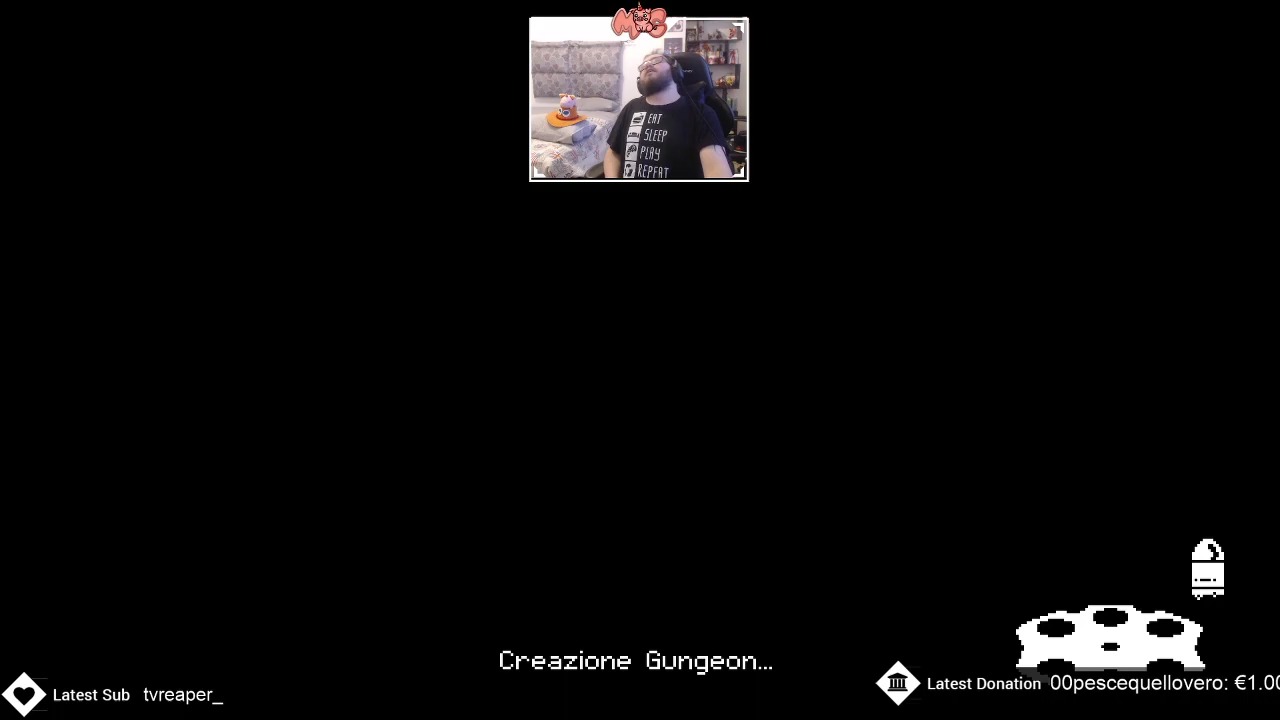 EAT
SLEEP
PLAY
REPEAT
Creazione Gungeon...
Latest Sub tvreaper_
Latest Donation 00pescequellovero: €1.00